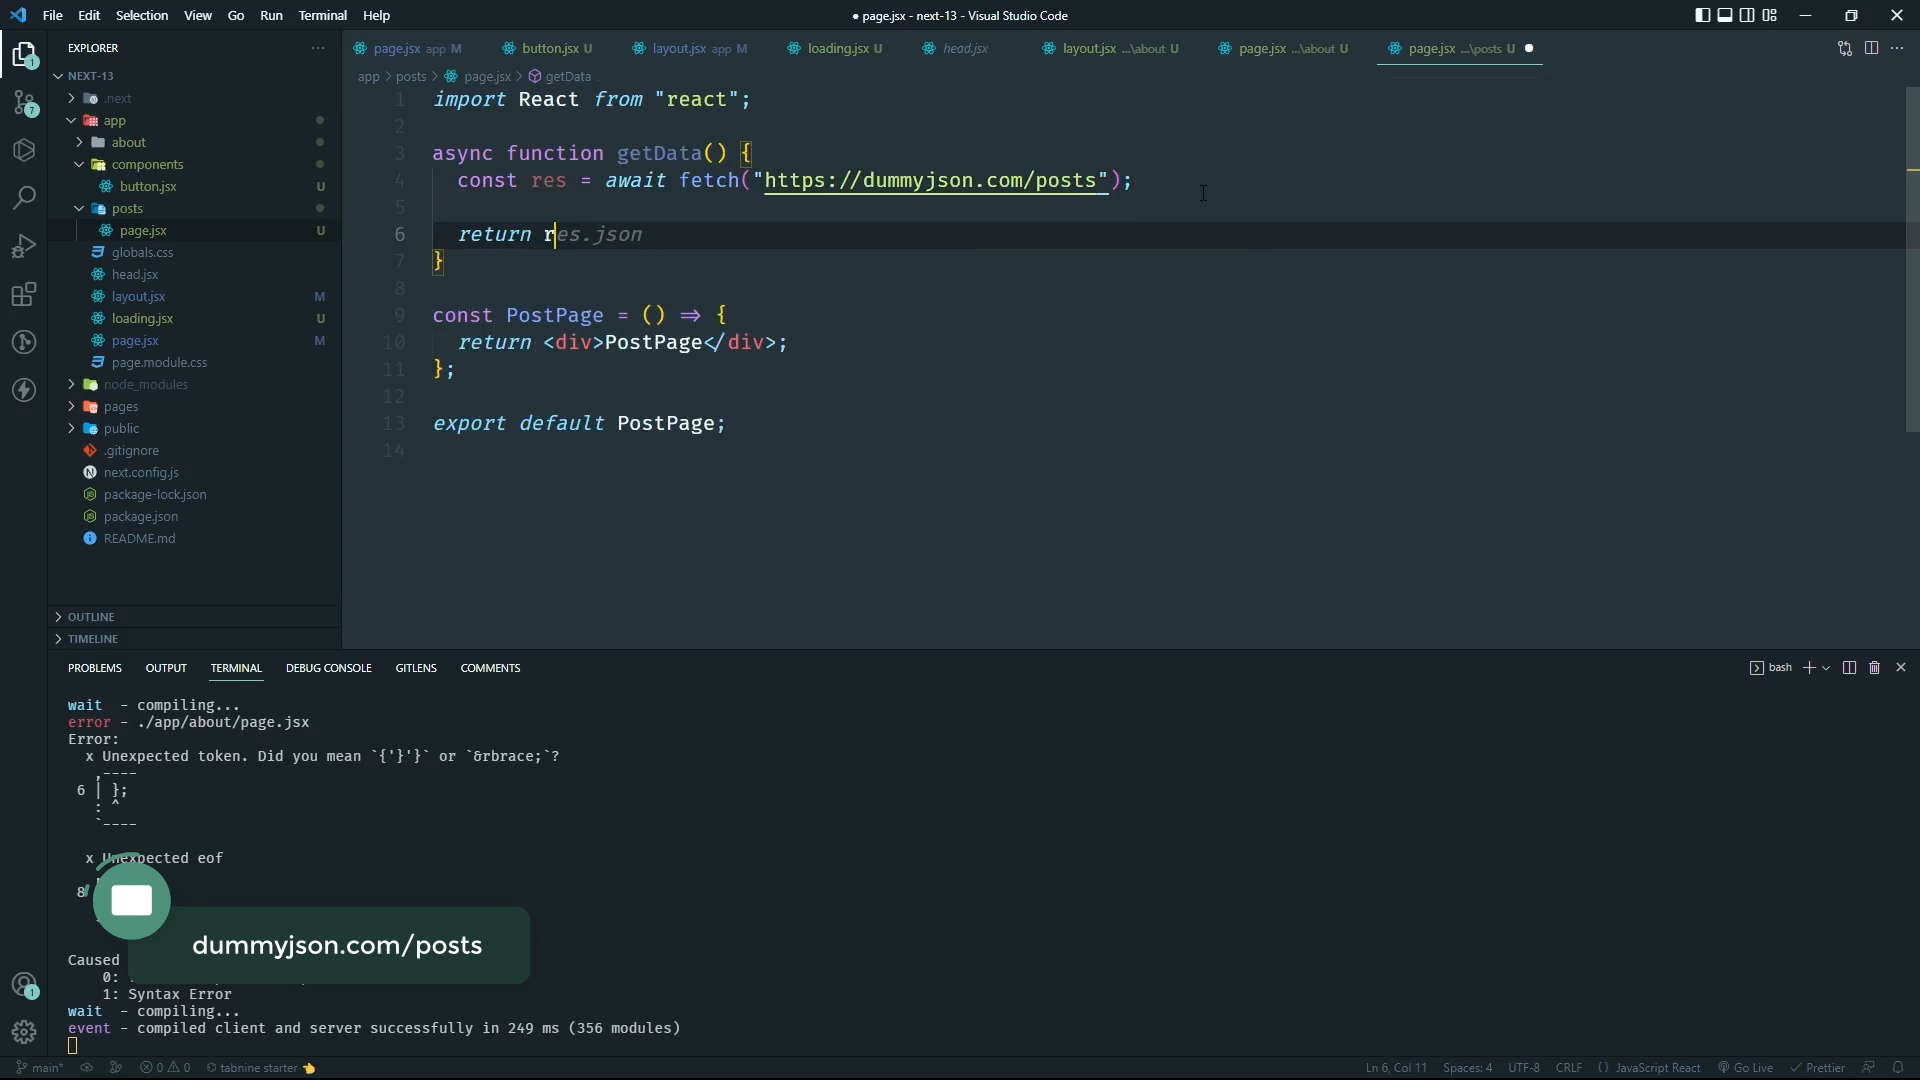 File Edit Selection View Go Run Terminal Help
● page.jsx - next-13 - Visual Studio Code
EXPLORER
NEXT-13
.next
app
about
components
button.jsx U
posts
page.jsx U
globals.css
head.jsx
layout.jsx M
loading.jsx U
page.jsx M
page.module.css
node_modules
pages
public
.gitignore
next.config.js
package-lock.json
package.json
README.md
OUTLINE
TIMELINE
page.jsx app M button.jsx U layout.jsx app M loading.jsx U head.jsx layout.jsx ...\about U page.jsx ...\about U page.jsx ...\posts U
app > posts > page.jsx > getData
1 import React from "react";
2
3 async function getData() {
4 const res = await fetch("https://dummyjson.com/posts");
5
6 return res.json
7 }
8
9 const PostPage = () => {
10 return <div>PostPage</div>;
11 };
12
13 export default PostPage;
14
PROBLEMS OUTPUT TERMINAL DEBUG CONSOLE GITLENS COMMENTS
bash
wait - compiling...
error - ./app/about/page.jsx
Error:
x Unexpected token. Did you mean `{'}'}` or `&rbrace;`?
,----
6 | };
: ^
`----
x Unexpected eof
8
dummyjson.com/posts
Caused
0:
1: Syntax Error
wait - compiling...
event - compiled client and server successfully in 249 ms (356 modules)
main* 0 0 tabnine starter
Ln 6, Col 11 Spaces: 4 UTF-8 CRLF {} JavaScript React Go Live Prettier